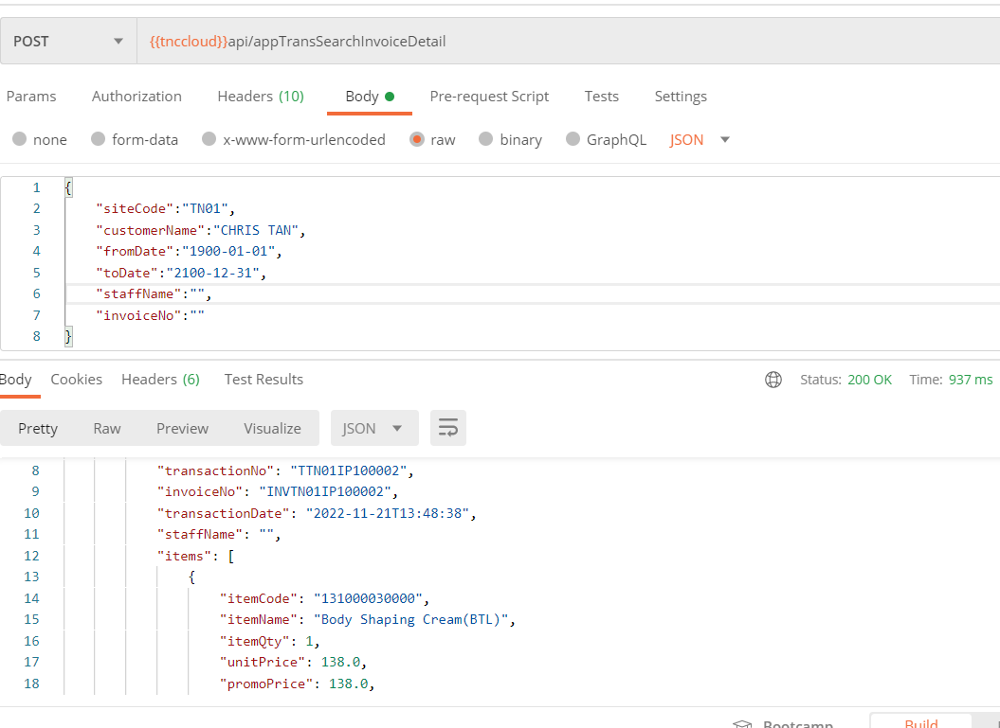 POST {{tnccloud}}api/appTransSearchInvoiceDetail
Params Authorization Headers (10) Body Pre-request Script Tests Settings
none form-data x-www-form-urlencoded raw binary GraphQL JSON
1 {
2 "siteCode":"TN01",
3 "customerName":"CHRIS TAN",
4 "fromDate":"1900-01-01",
5 "toDate":"2100-12-31",
6 "staffName":"",
7 "invoiceNo":""
8 }
Body Cookies Headers (6) Test Results Status: 200 OK Time: 937 ms
Pretty Raw Preview Visualize JSON
8 "transactionNo": "TTN01IP100002",
9 "invoiceNo": "INVTN01IP100002",
10 "transactionDate": "2022-11-21T13:48:38",
11 "staffName": "",
12 "items": [
13 {
14 "itemCode": "131000030000",
15 "itemName": "Body Shaping Cream(BTL)",
16 "itemQty": 1,
17 "unitPrice": 138.0,
18 "promoPrice": 138.0,
Bootcamp Build